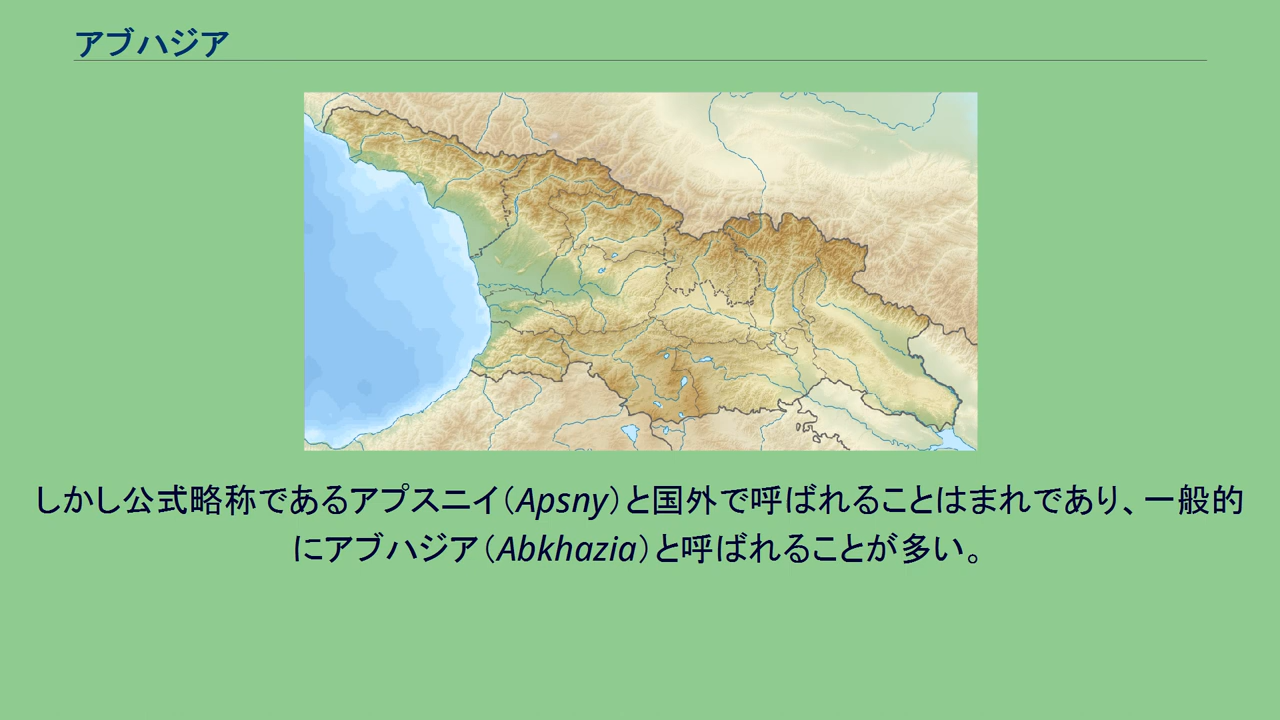 アブハジア
しかし公式略称であるアプスニイ（Apsny）と国外で呼ばれることはまれであり、一般的
にアブハジア（Abkhazia）と呼ばれることが多い。